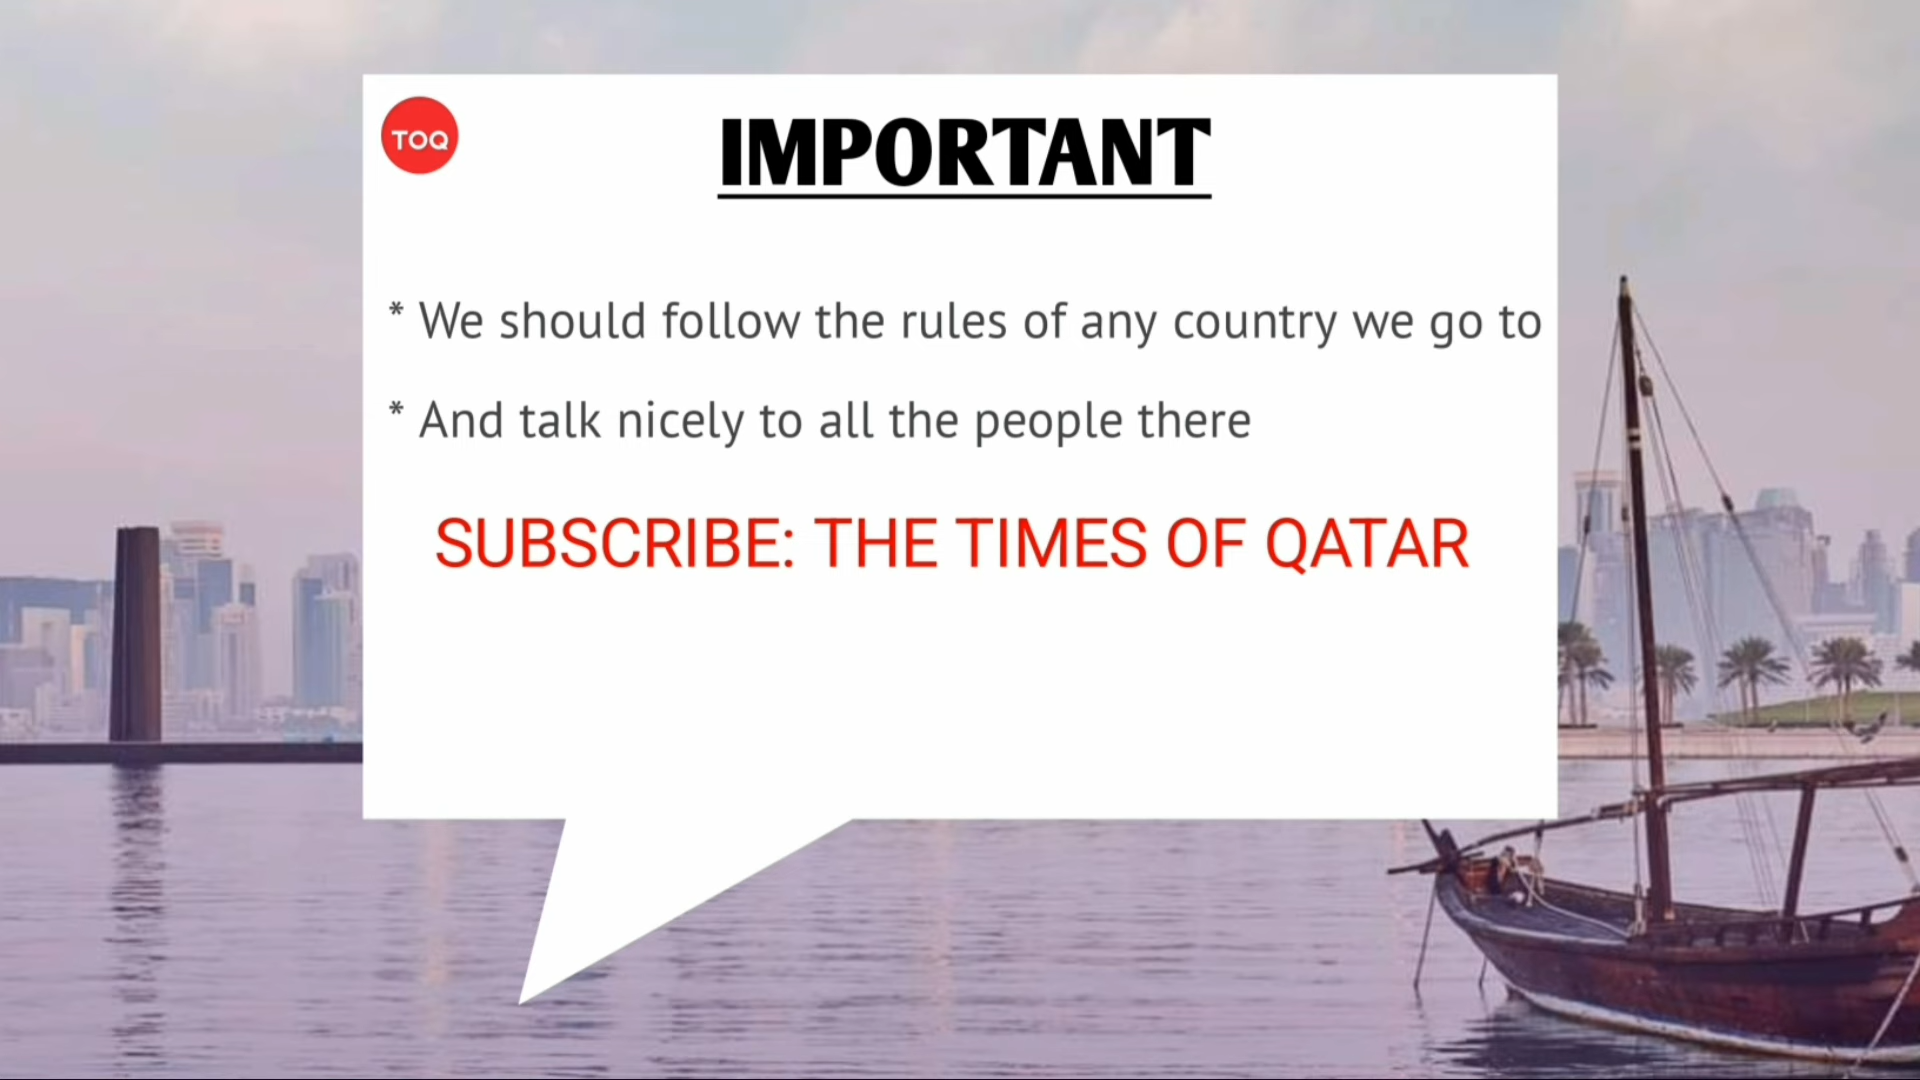 TOQ
IMPORTANT
* We should follow the rules of any country we go to
* And talk nicely to all the people there
SUBSCRIBE: THE TIMES OF QATAR